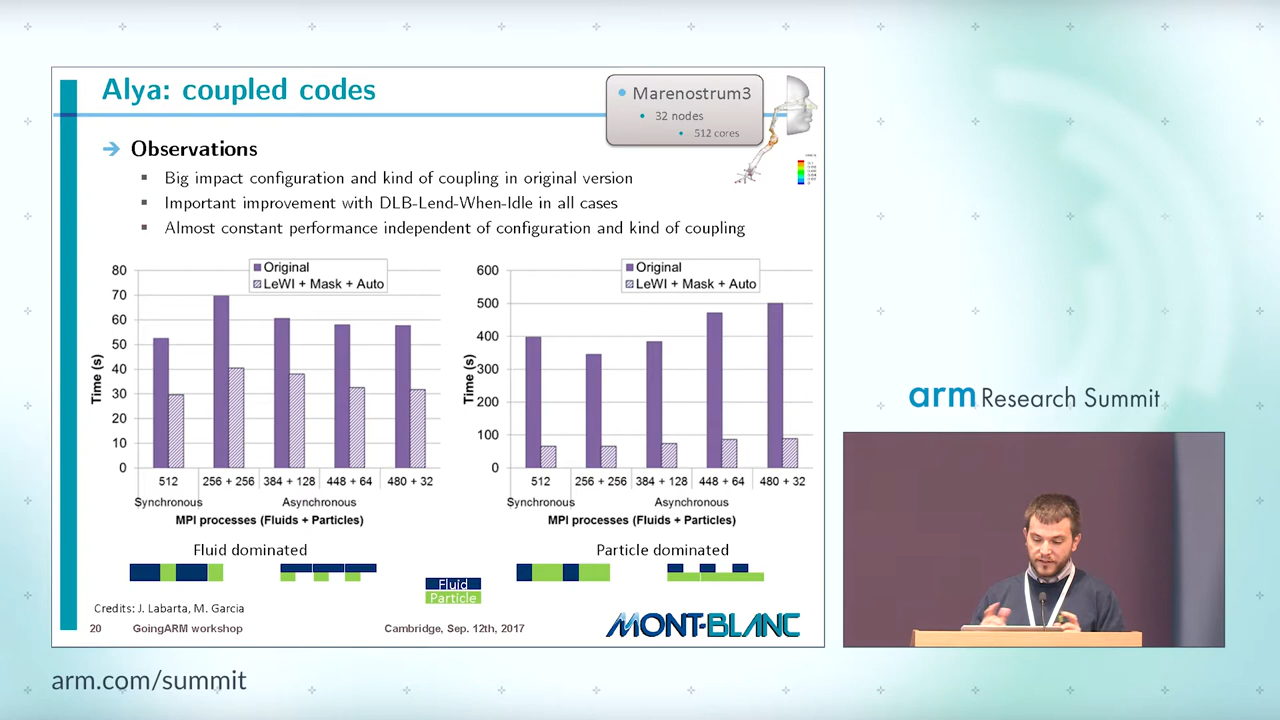 Alya: coupled codes
Marenostrum3
32 nodes
512 cores
Observations
Big impact configuration and kind of coupling in original version
Important improvement with DLB-Lend-When-Idle in all cases
Almost constant performance independent of configuration and kind of coupling
Original
LeWI + Mask + Auto
Time (s)
80
70
60
50
40
30
20
10
0
512
256 + 256
384 + 128
448 + 64
480 + 32
Synchronous
Asynchronous
MPI processes (Fluids + Particles)
Fluid dominated
Original
LeWI + Mask + Auto
Time (s)
600
500
400
300
200
100
0
512
256 + 256
384 + 128
448 + 64
480 + 32
Synchronous
Asynchronous
MPI processes (Fluids + Particles)
Particle dominated
Fluid
Particle
Credits: J. Labarta, M. Garcia
20 GoingARM workshop Cambridge, Sep. 12th, 2017
MONT-BLANC
arm Research Summit
arm.com/summit